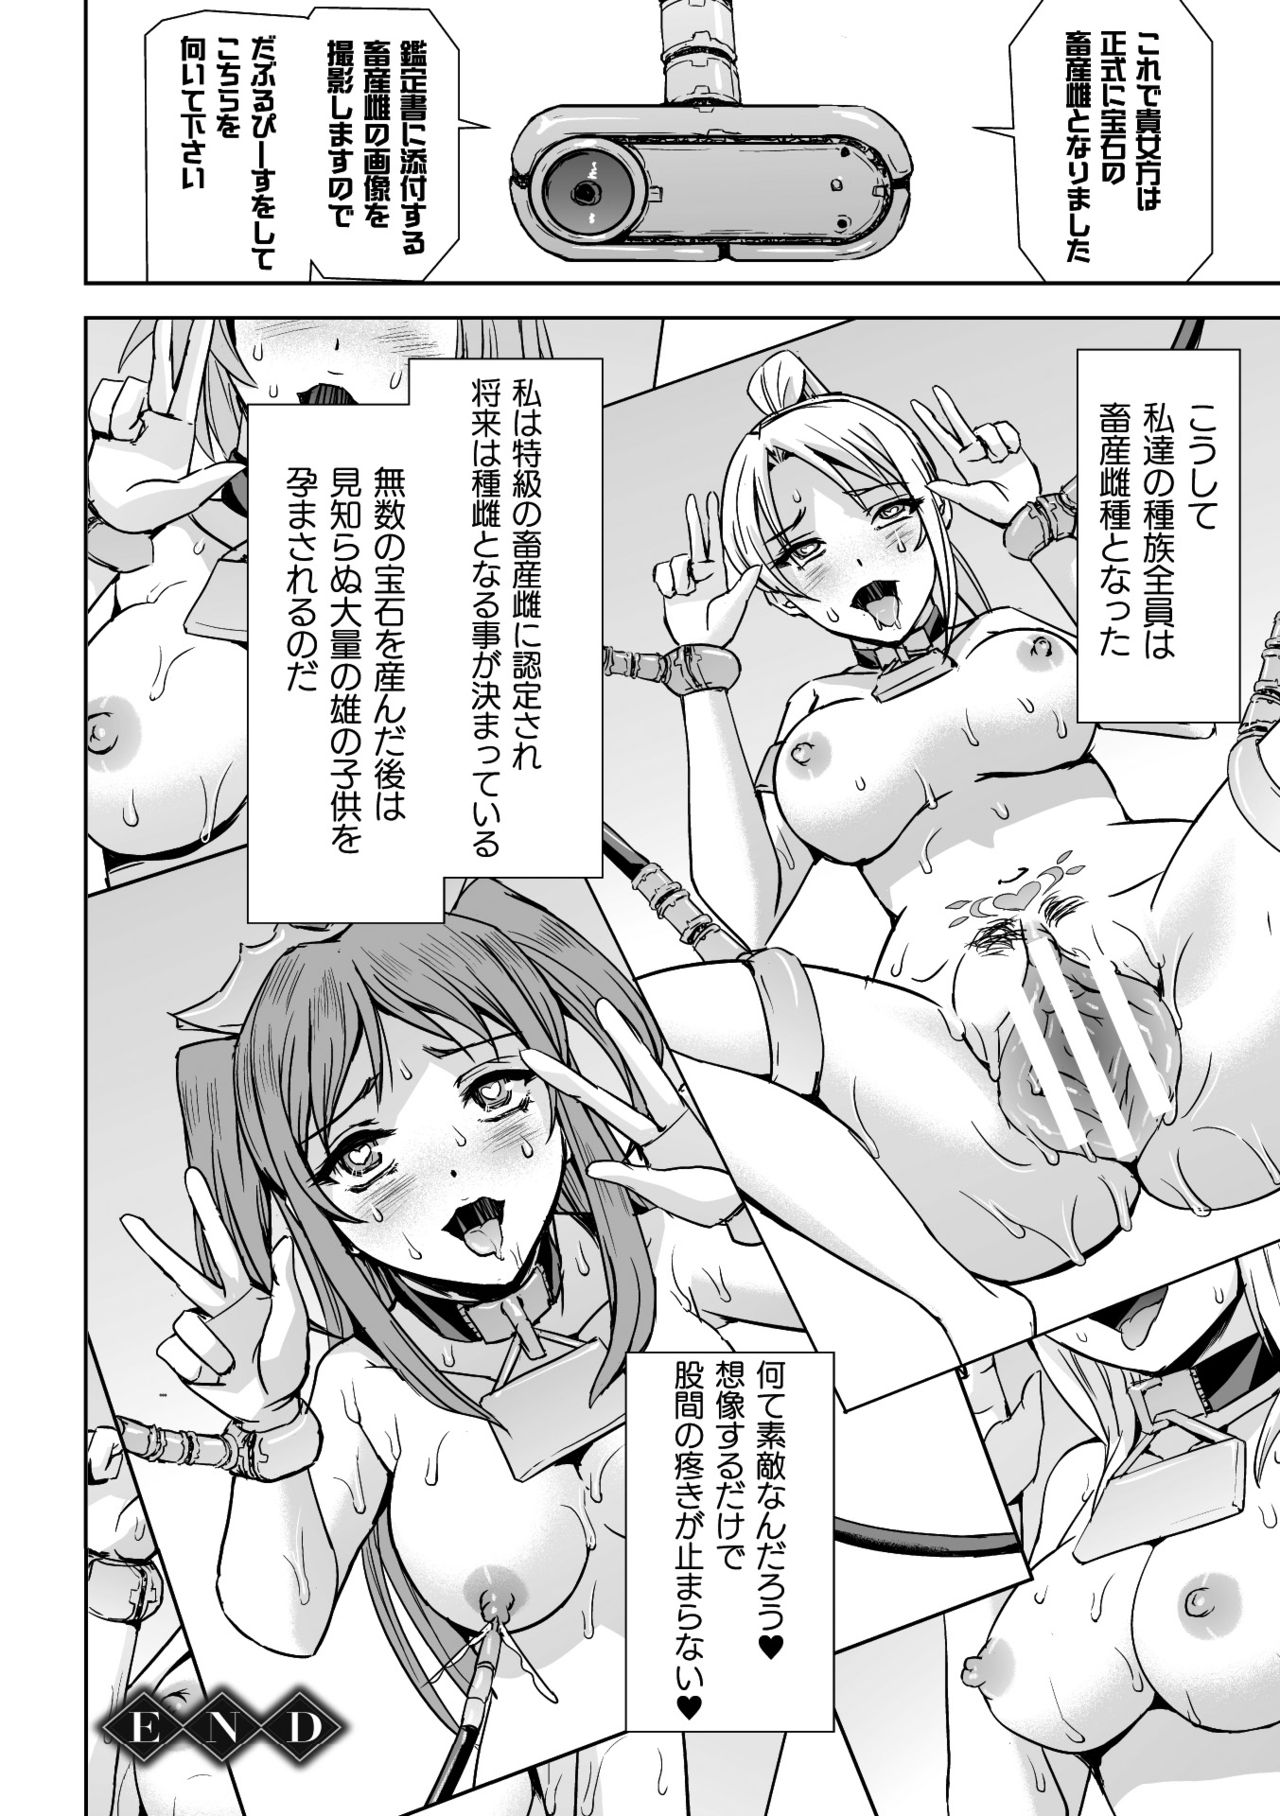 これで貴女方は
正式に宝石の
畜産雌となりました
鑑定書に添付する
畜産雌の画像を
撮影しますので
だぶるぴーすをして
こちらを
向いて下さい
こうして
私達の種族全員は
畜産雌種となった
私は特級の畜産雌に認定され
将来は種雌となる事が決まっている
無数の宝石を産んだ後は
見知らぬ大量の雄の子供を
孕まされるのだ
何て素敵なんだろう♥
想像するだけで
股間の疼きが止まらない♥
END